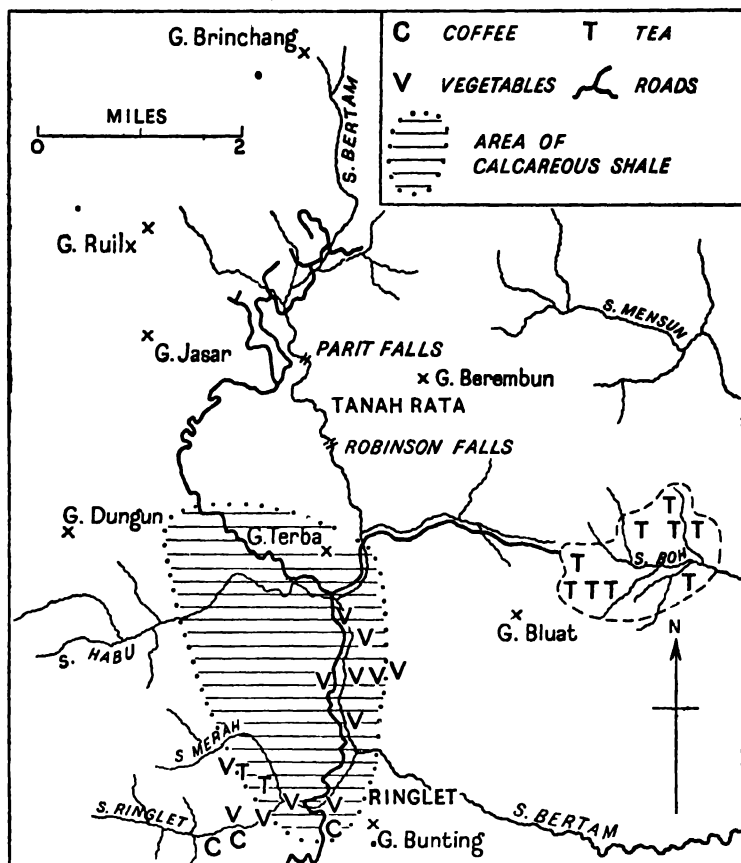 G. Brinchang
C COFFEE T TEA
V VEGETABLES ROADS
AREA OF
CALCAREOUS SHALE
MILES
0 2
S. BERTAM
G. Ruil
S. MENSUN
G. Jasar
PARIT FALLS
G. Berembun
TANAH RATA
ROBINSON FALLS
G. Dungun
G. Terba
T
T T T
T
S. BOH
T T T T
G. Bluat
N
S. HABU
V
V
V V V V
V
S MERAH
V T
T
S. RINGLET
V V V
V
C C
C
RINGLET
S. BERTAM
G. Bunting